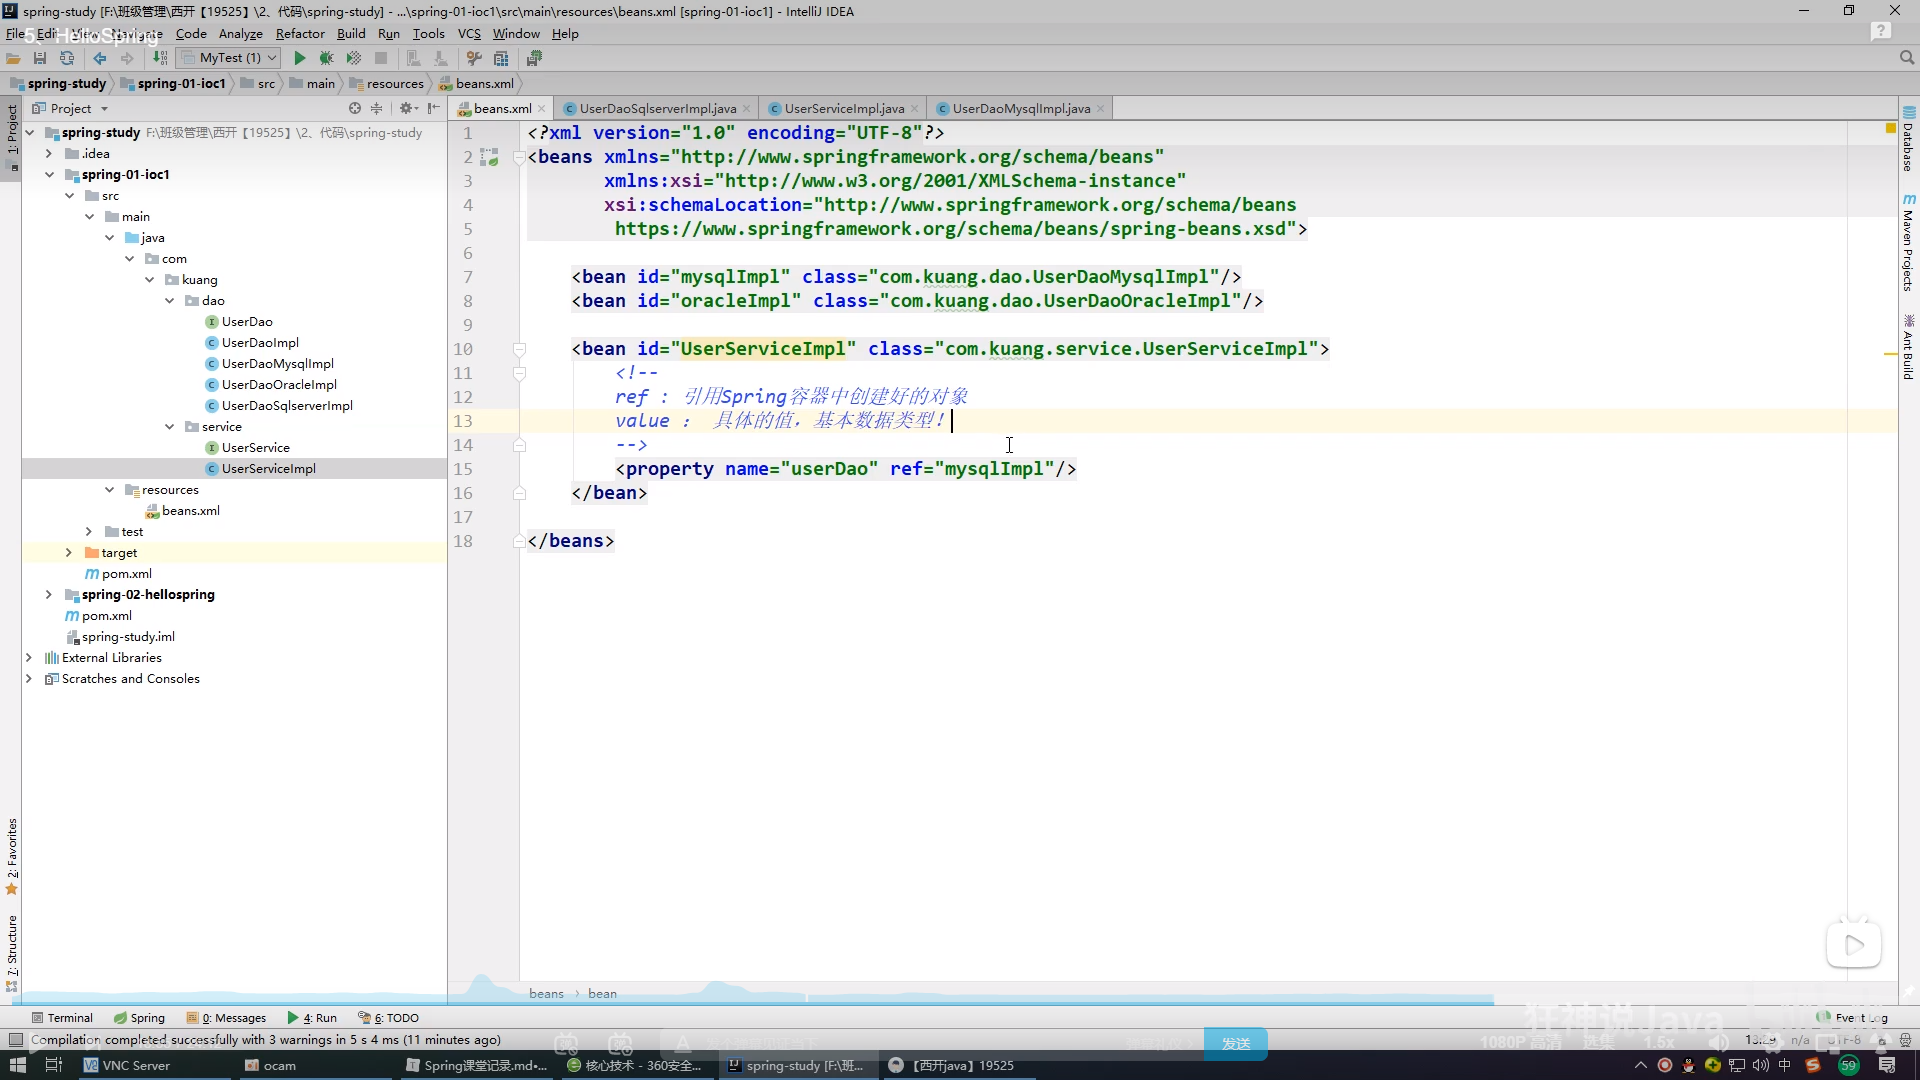 spring-study [F:\班级管理\西开【19525】\2、代码\spring-study] - ...\spring-01-ioc1\src\main\resources\beans.xml [spring-01-ioc1] - IntelliJ IDEA
File Edit View Navigate Code Analyze Refactor Build Run Tools VCS Window Help
5、HelloSpring
MyTest (1)
spring-study spring-01-ioc1 src main resources beans.xml
Project
beans.xml UserDaoSqlserverImpl.java UserServiceImpl.java UserDaoMysqlImpl.java
1: Project
2: Favorites
7: Structure
Database
Maven Projects
Ant Build
spring-study F:\班级管理\西开【19525】\2、代码\spring-study
.idea
spring-01-ioc1
src
main
java
com
kuang
dao
UserDao
UserDaoImpl
UserDaoMysqlImpl
UserDaoOracleImpl
UserDaoSqlserverImpl
service
UserService
UserServiceImpl
resources
beans.xml
test
target
pom.xml
spring-02-hellospring
pom.xml
spring-study.iml
External Libraries
Scratches and Consoles
1 <?xml version="1.0" encoding="UTF-8"?>
2 <beans xmlns="http://www.springframework.org/schema/beans"
3 xmlns:xsi="http://www.w3.org/2001/XMLSchema-instance"
4 xsi:schemaLocation="http://www.springframework.org/schema/beans
5 https://www.springframework.org/schema/beans/spring-beans.xsd">
6
7 <bean id="mysqlImpl" class="com.kuang.dao.UserDaoMysqlImpl"/>
8 <bean id="oracleImpl" class="com.kuang.dao.UserDaoOracleImpl"/>
9
10 <bean id="UserServiceImpl" class="com.kuang.service.UserServiceImpl">
11 <!--
12 ref : 引用Spring容器中创建好的对象
13 value : 具体的值，基本数据类型！
14 -->
15 <property name="userDao" ref="mysqlImpl"/>
16 </bean>
17
18 </beans>
beans › bean
Terminal Spring 0: Messages 4: Run 6: TODO Event Log
狂神说Java
Compilation completed successfully with 3 warnings in 5 s 4 ms (11 minutes ago)
发送
1080P 高清 选集 1.5x
13:29 n/a UTF-8
VNC Server ocam Spring课堂记录.md•... 核心技术 - 360安全... spring-study [F:\班... 【西开java】19525
中 59